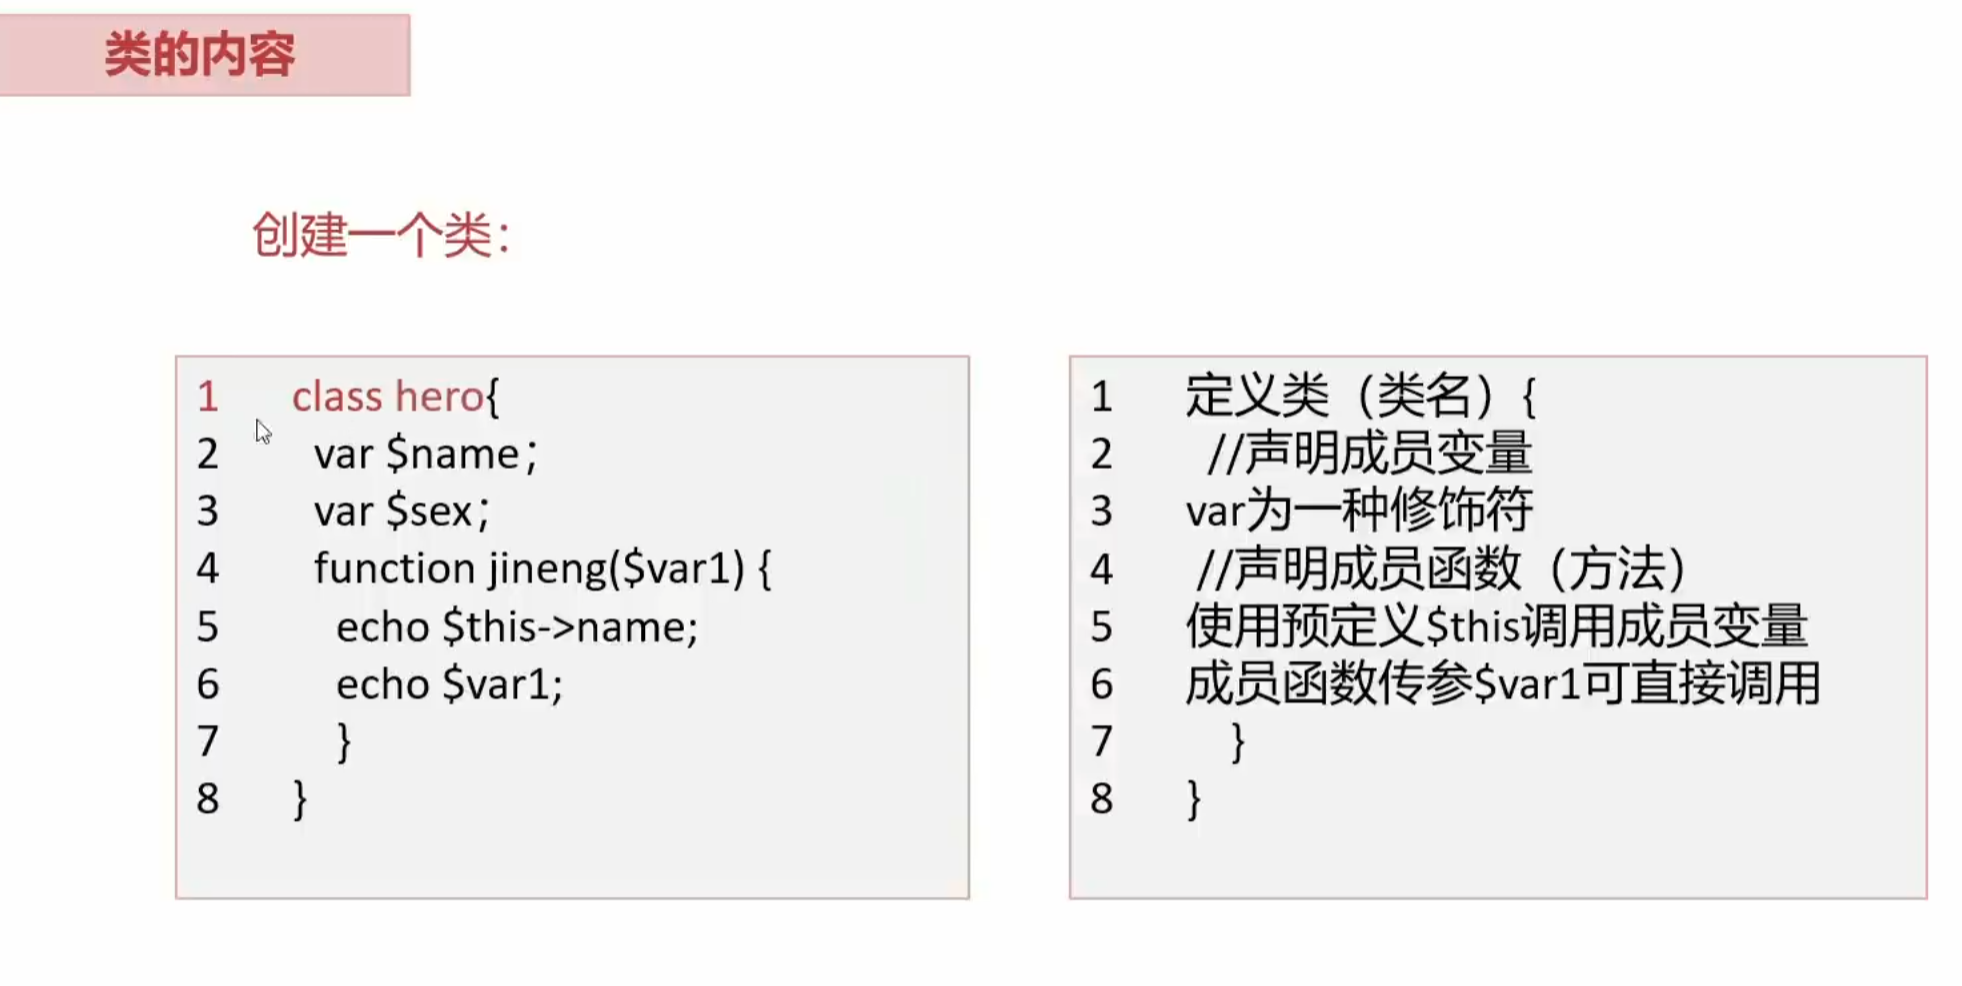 类的内容
创建一个类：
1 class hero{
2 var $name；
3 var $sex；
4 function jineng($var1) {
5 echo $this->name;
6 echo $var1;
7 }
8 }
1 定义类（类名）{
2 //声明成员变量
3 var为一种修饰符
4 //声明成员函数（方法）
5 使用预定义$this调用成员变量
6 成员函数传参$var1可直接调用
7 }
8 }